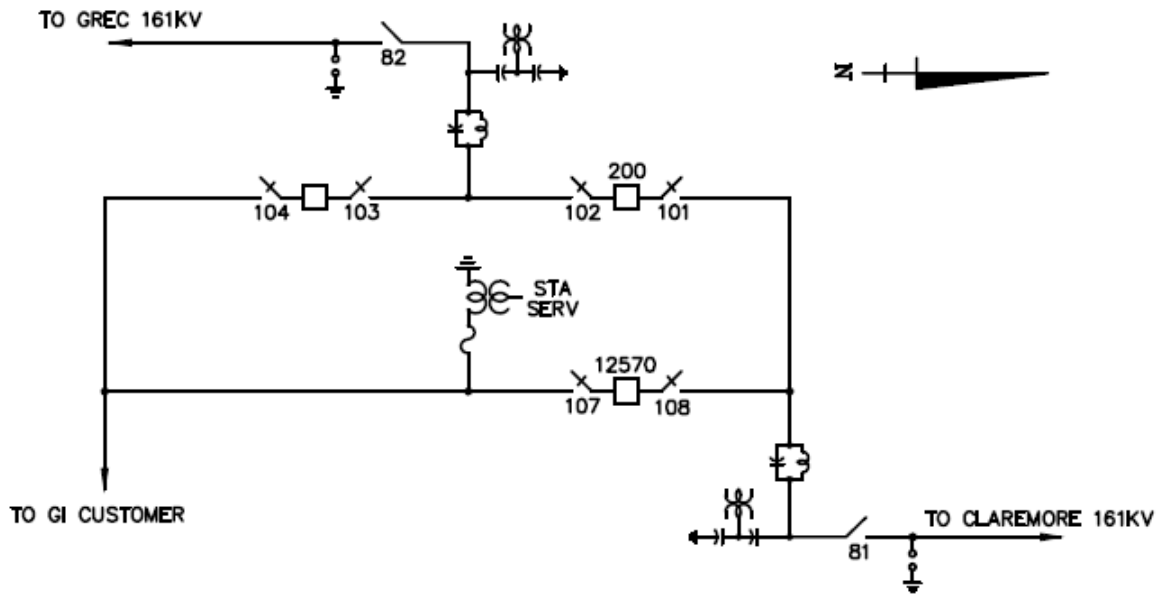 TO GREC 161KV
82
N
200
104
103
102
101
STA
SERV
12570
107
108
TO GI CUSTOMER
TO CLAREMORE 161KV
81